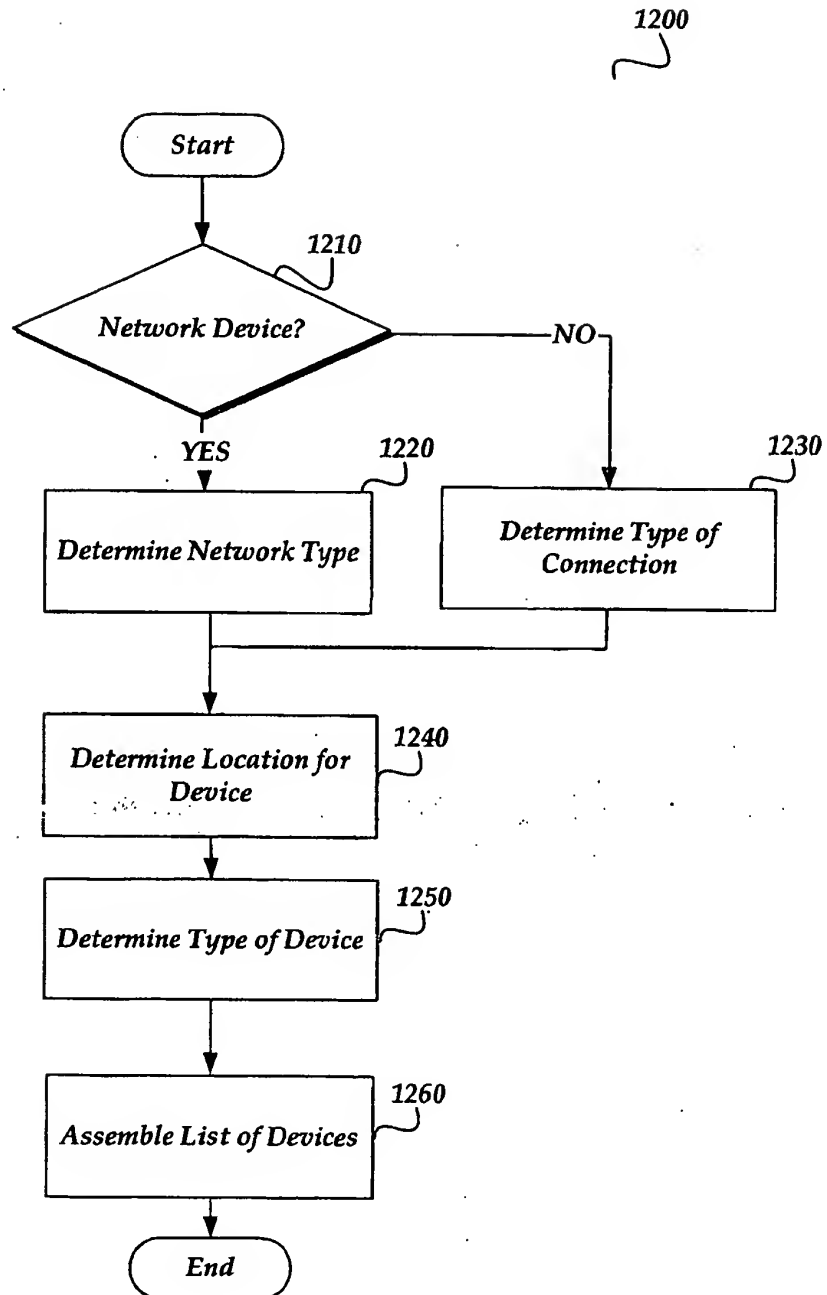 1200
Start
1210
Network Device?
NO
YES
1220
1230
Determine Network Type
Determine Type of
Connection
1240
Determine Location for
Device
1250
Determine Type of Device
1260
Assemble List of Devices
End